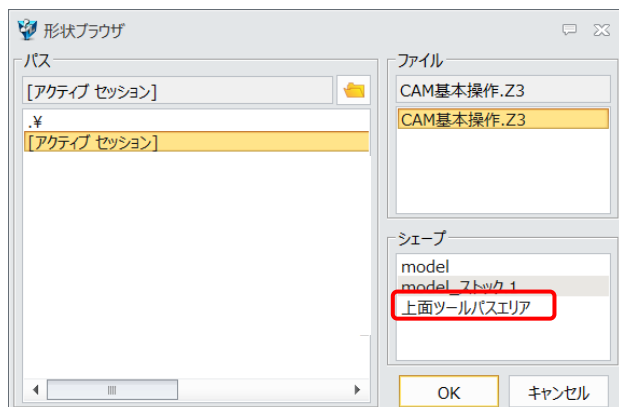 形状ブラウザ
パス
[アクティブ セッション]
.¥
[アクティブ セッション]
ファイル
CAM基本操作.Z3
CAM基本操作.Z3
シェープ
model
model_ストック 1
上面ツールパスエリア
OK
キャンセル